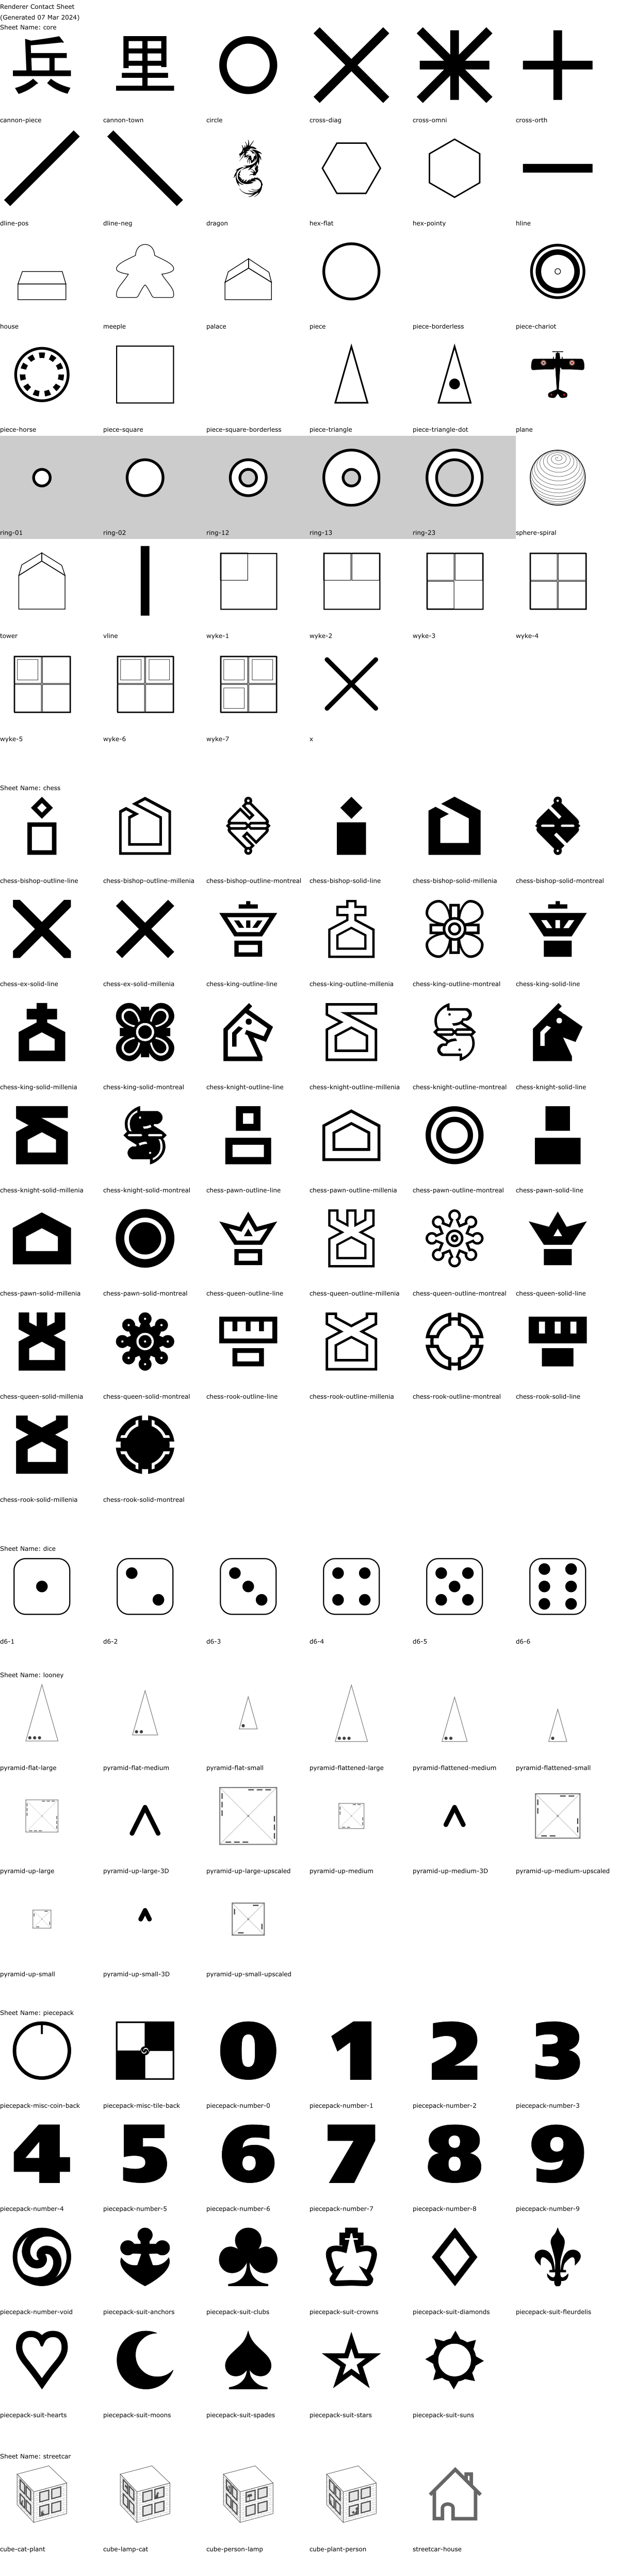 Renderer Contact Sheet
(Generated 07 Mar 2024)
Sheet Name: core
兵 里
cannon-piece cannon-town circle cross-diag cross-omni cross-orth
dline-pos dline-neg dragon hex-flat hex-pointy hline
house meeple palace piece piece-borderless piece-chariot
piece-horse piece-square piece-square-borderless piece-triangle piece-triangle-dot plane
ring-01 ring-02 ring-12 ring-13 ring-23 sphere-spiral
tower vline wyke-1 wyke-2 wyke-3 wyke-4
wyke-5 wyke-6 wyke-7 x
Sheet Name: chess
chess-bishop-outline-line chess-bishop-outline-millenia chess-bishop-outline-montreal chess-bishop-solid-line chess-bishop-solid-millenia chess-bishop-solid-montreal
chess-ex-solid-line chess-ex-solid-millenia chess-king-outline-line chess-king-outline-millenia chess-king-outline-montreal chess-king-solid-line
chess-king-solid-millenia chess-king-solid-montreal chess-knight-outline-line chess-knight-outline-millenia chess-knight-outline-montreal chess-knight-solid-line
chess-knight-solid-millenia chess-knight-solid-montreal chess-pawn-outline-line chess-pawn-outline-millenia chess-pawn-outline-montreal chess-pawn-solid-line
chess-pawn-solid-millenia chess-pawn-solid-montreal chess-queen-outline-line chess-queen-outline-millenia chess-queen-outline-montreal chess-queen-solid-line
chess-queen-solid-millenia chess-queen-solid-montreal chess-rook-outline-line chess-rook-outline-millenia chess-rook-outline-montreal chess-rook-solid-line
chess-rook-solid-millenia chess-rook-solid-montreal
Sheet Name: dice
d6-1 d6-2 d6-3 d6-4 d6-5 d6-6
Sheet Name: looney
pyramid-flat-large pyramid-flat-medium pyramid-flat-small pyramid-flattened-large pyramid-flattened-medium pyramid-flattened-small
pyramid-up-large pyramid-up-large-3D pyramid-up-large-upscaled pyramid-up-medium pyramid-up-medium-3D pyramid-up-medium-upscaled
pyramid-up-small pyramid-up-small-3D pyramid-up-small-upscaled
Sheet Name: piecepack
0 1 2 3
piecepack-misc-coin-back piecepack-misc-tile-back piecepack-number-0 piecepack-number-1 piecepack-number-2 piecepack-number-3
4 5 6 7 8 9
piecepack-number-4 piecepack-number-5 piecepack-number-6 piecepack-number-7 piecepack-number-8 piecepack-number-9
piecepack-number-void piecepack-suit-anchors piecepack-suit-clubs piecepack-suit-crowns piecepack-suit-diamonds piecepack-suit-fleurdelis
piecepack-suit-hearts piecepack-suit-moons piecepack-suit-spades piecepack-suit-stars piecepack-suit-suns
Sheet Name: streetcar
cube-cat-plant cube-lamp-cat cube-person-lamp cube-plant-person streetcar-house